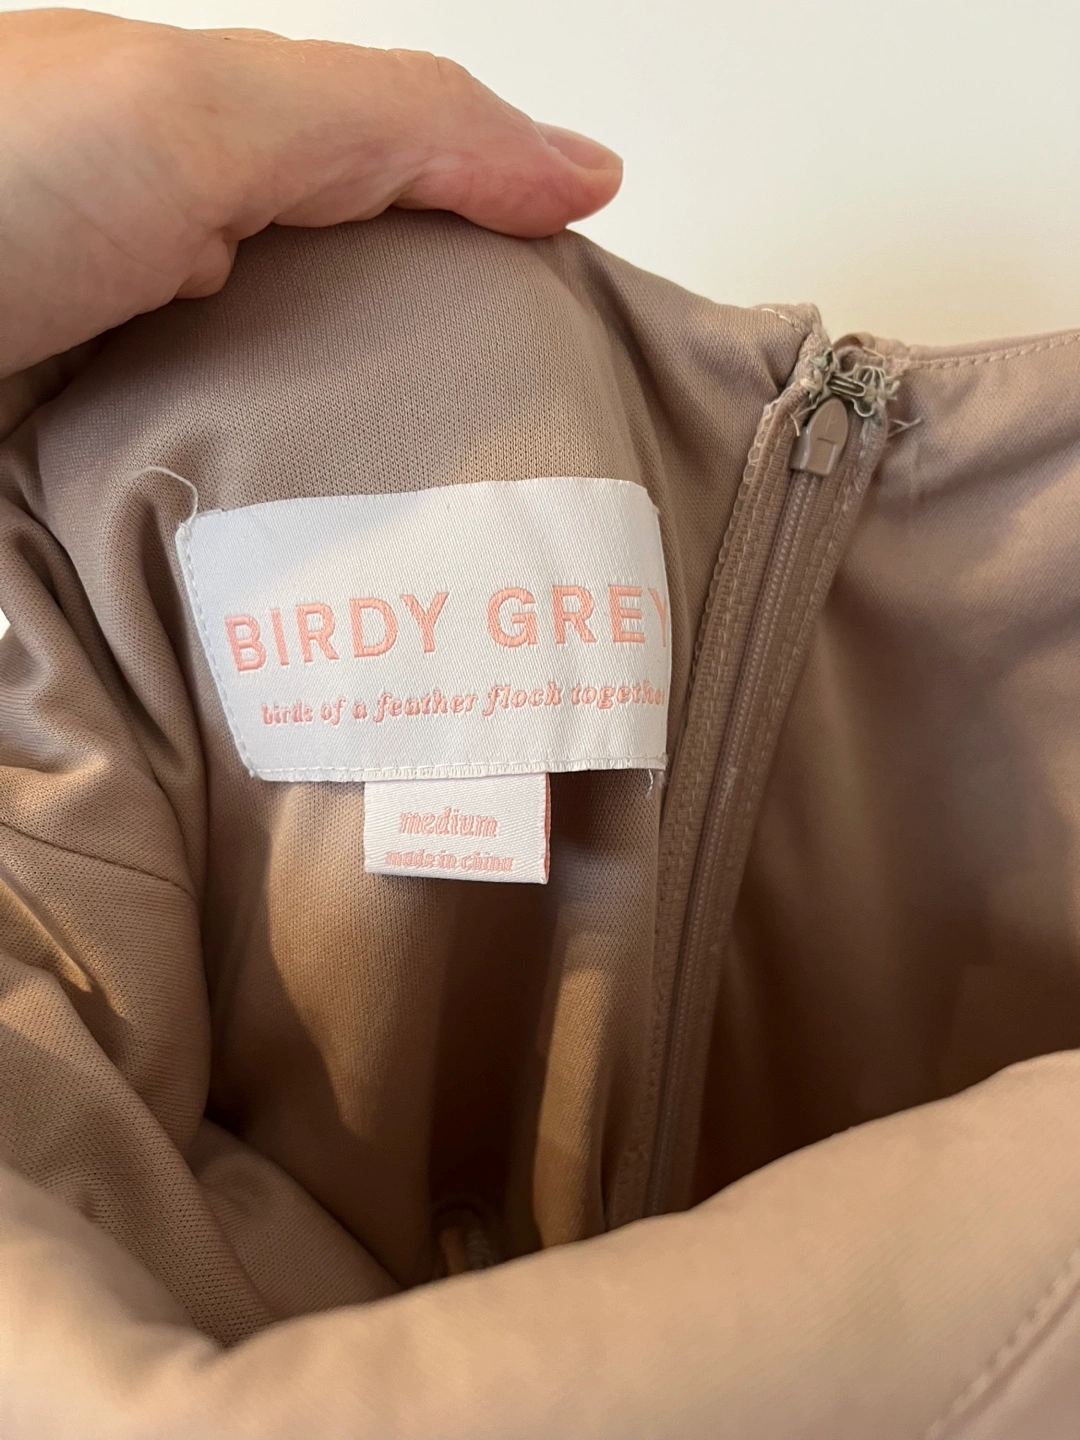 BIRDY GREY
birds of a feather flock together
medium
made in china